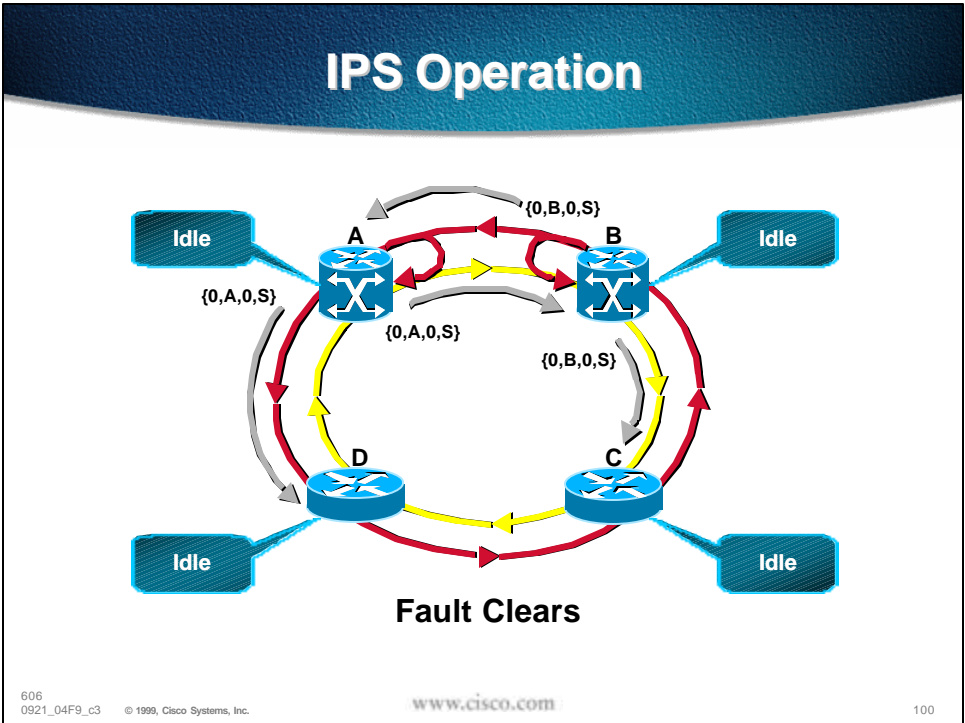 IPS Operation
{0,B,0,S}
Idle
A
B
Idle
{0,A,0,S}
{0,A,0,S}
{0,B,0,S}
D
C
Idle
Idle
Fault Clears
606
0921_04F9_c3 © 1999, Cisco Systems, Inc.
www.cisco.com
100